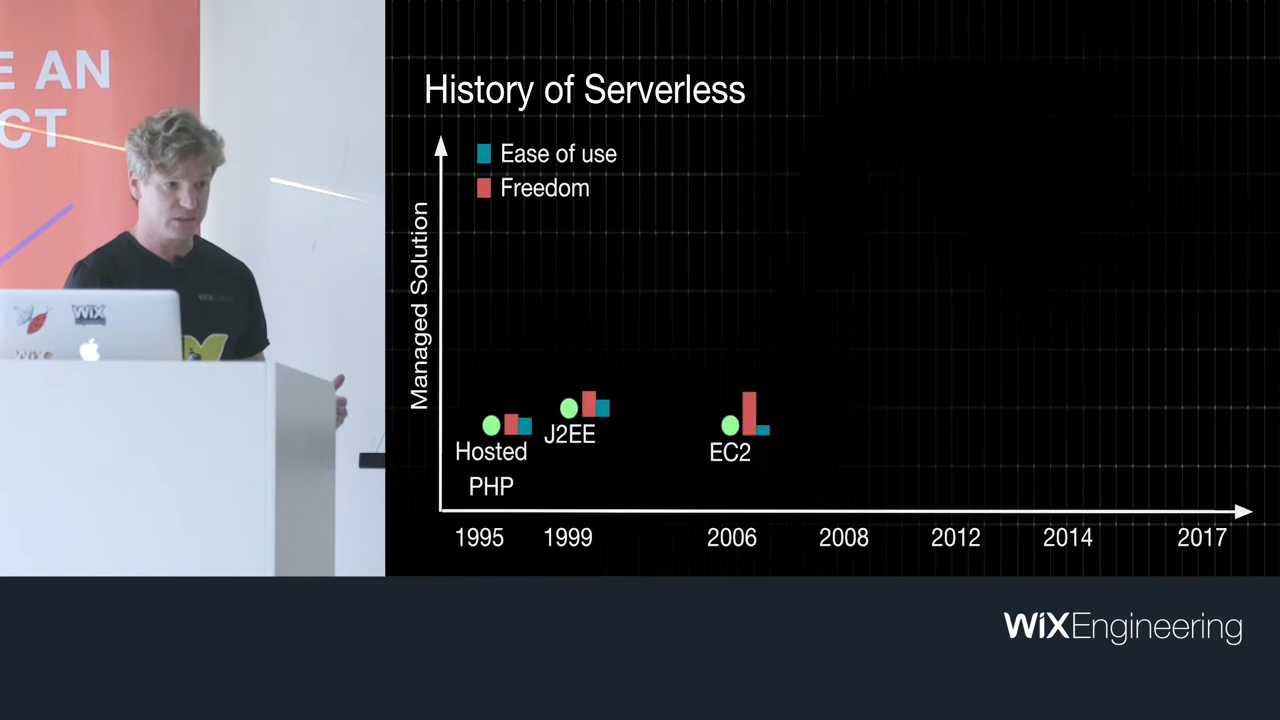 E AN
CT
WiX
WiX
History of Serverless
Ease of use
Freedom
Managed Solution
Hosted
PHP
J2EE
EC2
1995
1999
2006
2008
2012
2014
2017
WiXEngineering